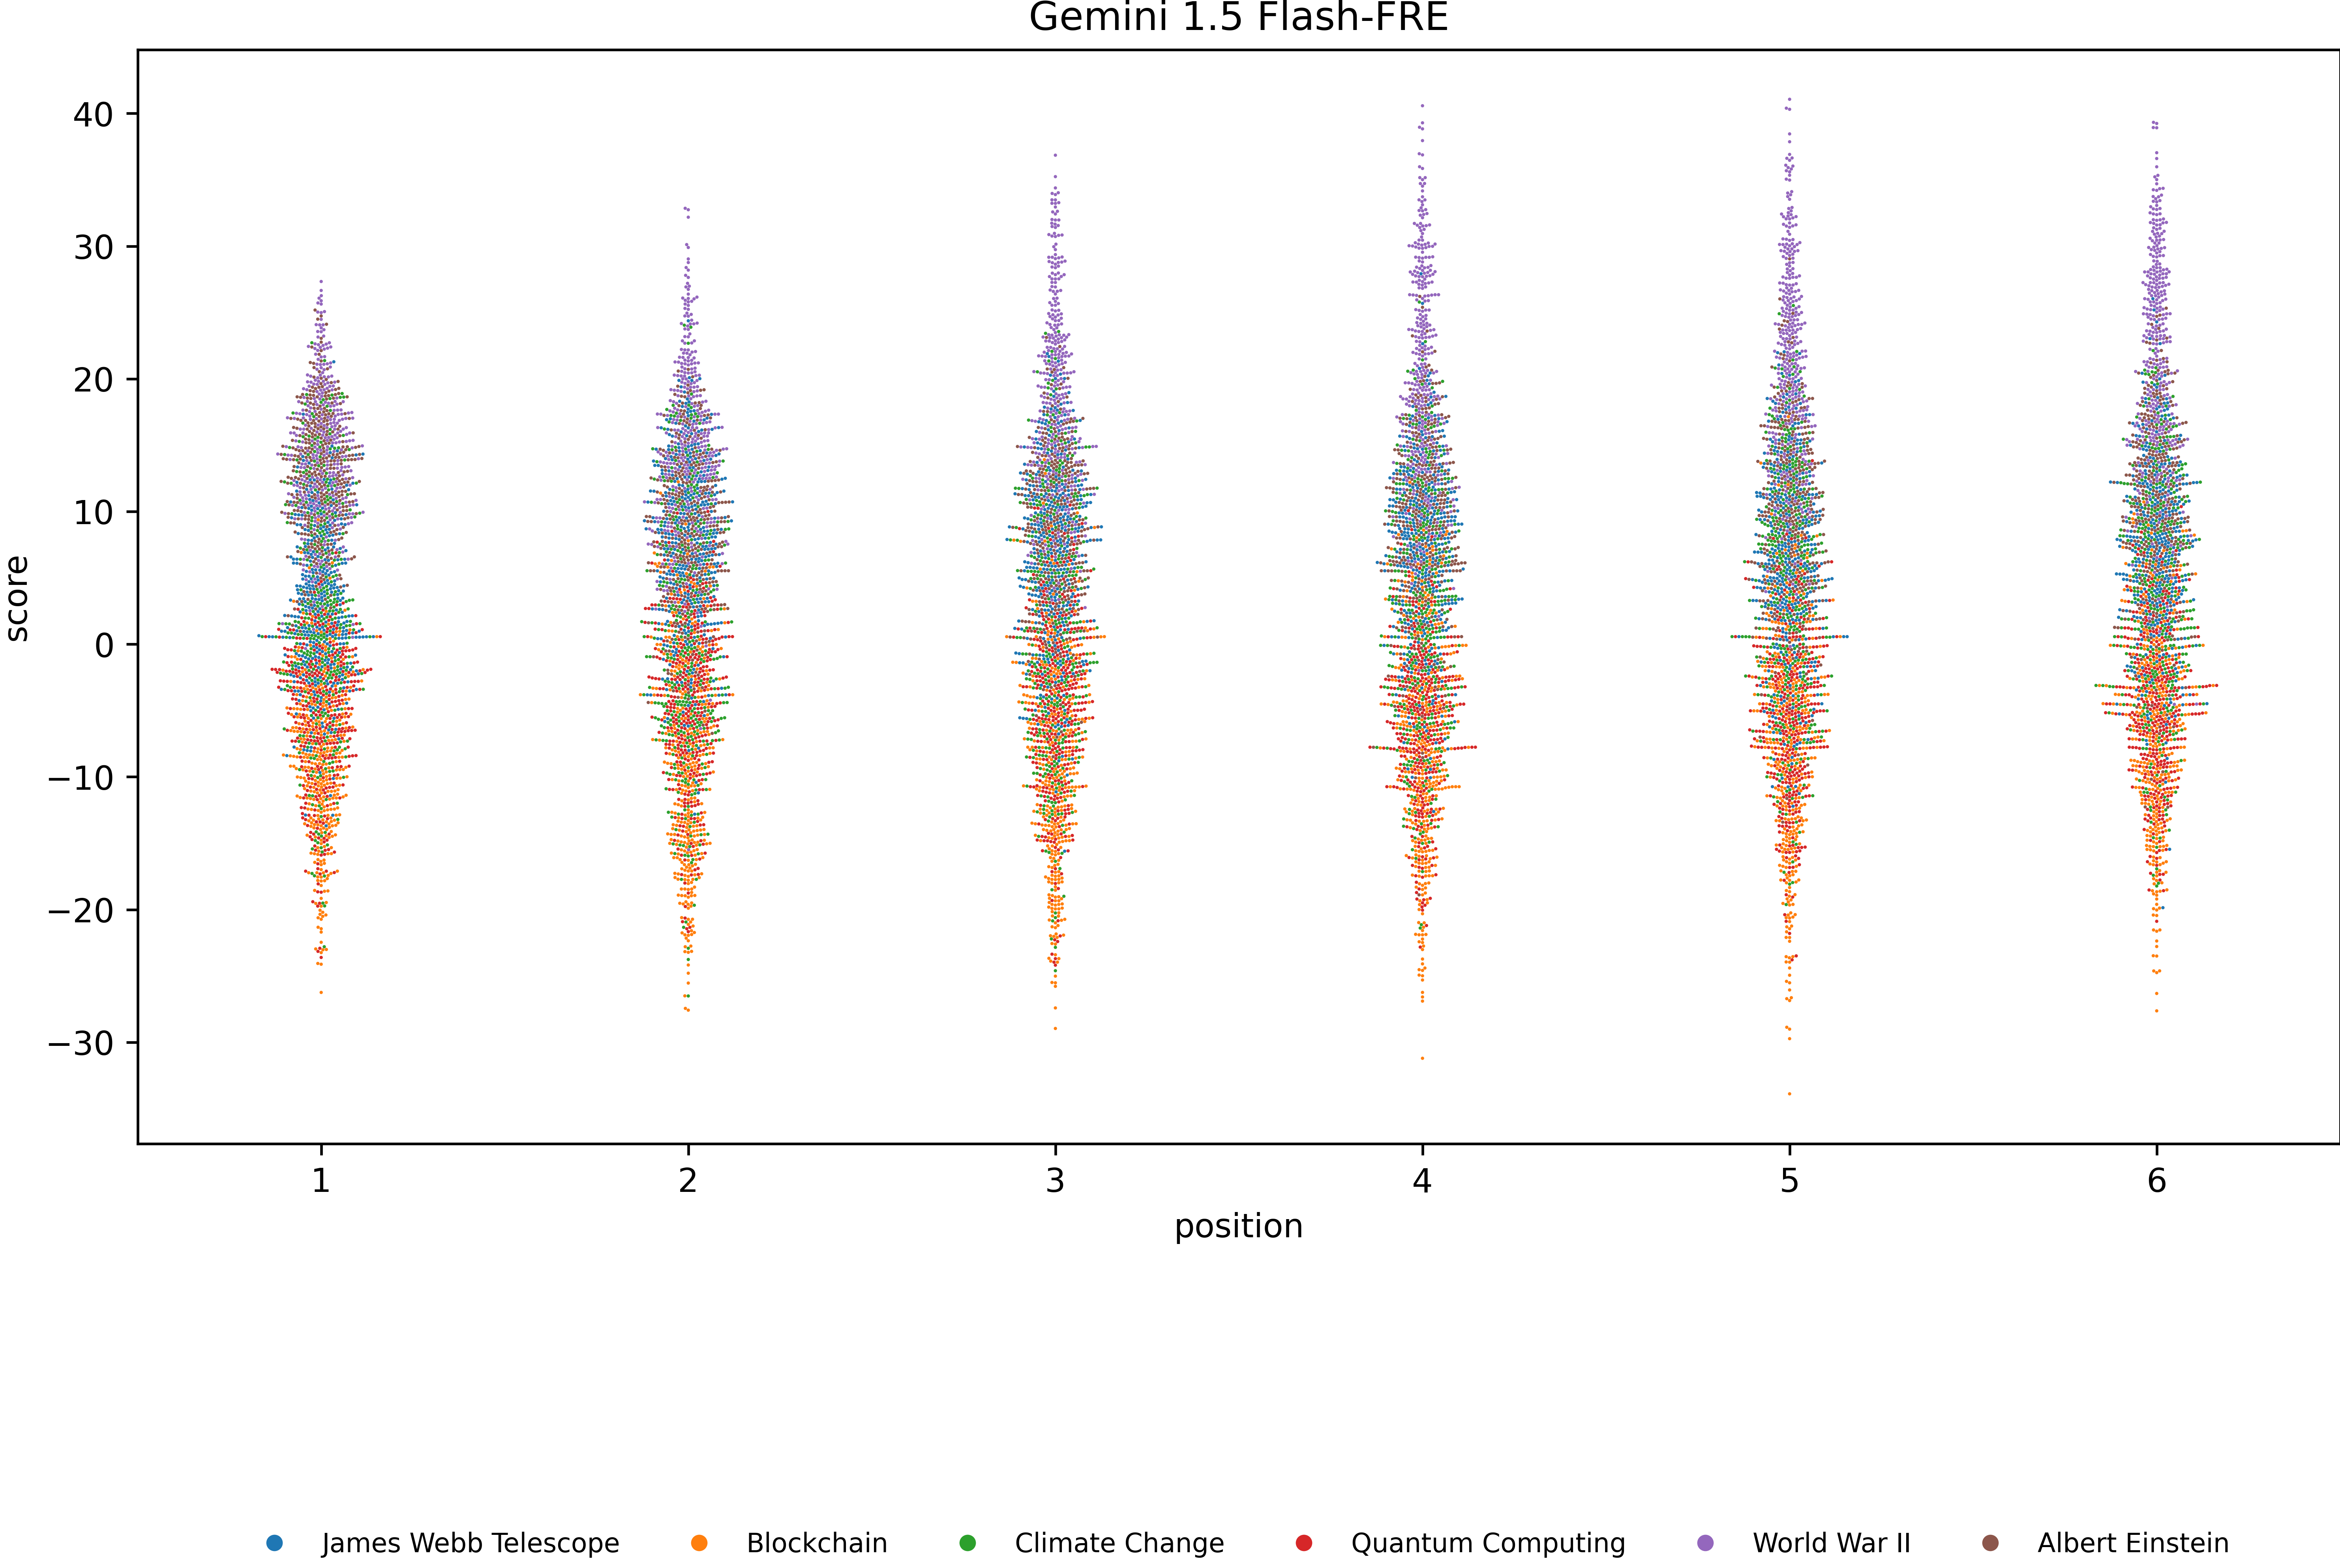 Gemini 1.5 Flash-FRE
40
30
20
10
0
−10
−20
−30
score
1 2 3 4 5 6
position
James Webb Telescope Blockchain Climate Change Quantum Computing World War II Albert Einstein